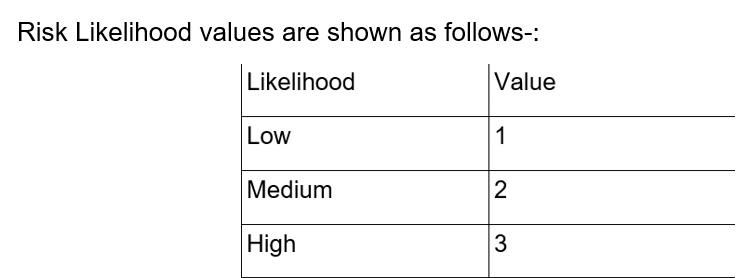 Risk Likelihood values are shown as follows-:
Likelihood Value
Low 1
Medium 2
High 3